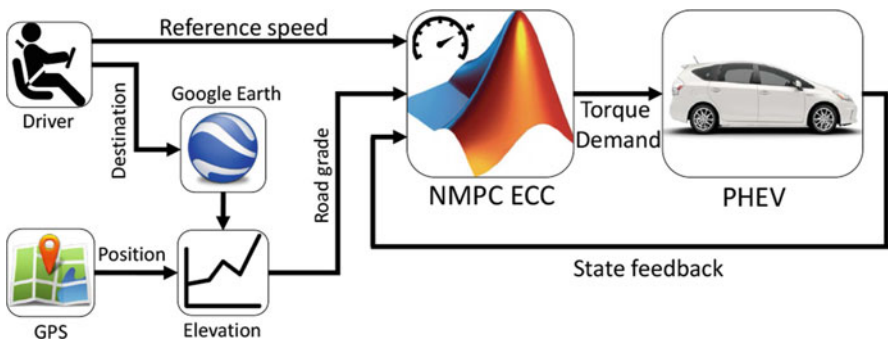 Reference speed
Driver
Destination
Google Earth
GPS
Position
Elevation
Road grade
NMPC ECC
Torque
Demand
PHEV
State feedback